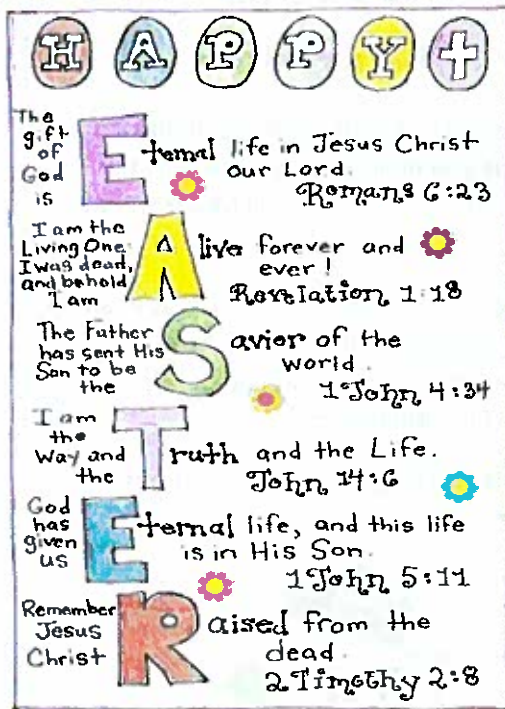 HAPPY
The gift of God is Eternal life in Jesus Christ
our Lord.
Romans 6:23
I am the Living One. I was dead, and behold I am Alive forever and
ever!
Revelation 1:18
The Father has sent His Son to be the Savior of the
world.
1 John 4:34
I am the Way and the Truth and the Life.
John 14:6
God has given us Eternal life, and this life
is in His Son.
1 John 5:11
Remember Jesus Christ Raised from the
dead.
2 Timothy 2:8